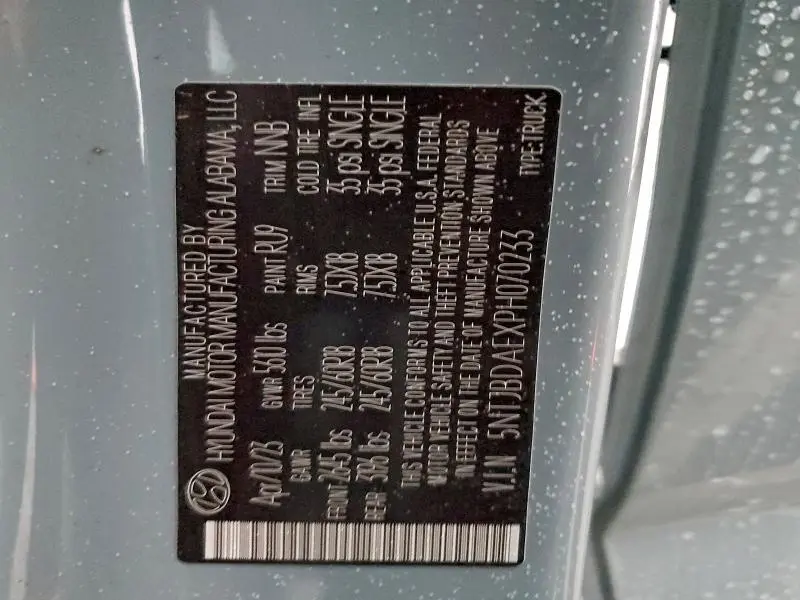 MANUFACTURED BY
HYUNDAI MOTOR MANUFACTURING ALABAMA, LLC
Apr/10/23 GVWR 5610 lbs PAINT RU9 TRIM NNB
GAWR TIRES RIMS COLD TIRE INFL
FRONT 2645 lbs 245/60R18 7.5JX18 35 psi SINGLE
REAR 3196 lbs 245/60R18 7.5JX18 35 psi SINGLE
THIS VEHICLE CONFORMS TO ALL APPLICABLE U.S.A. FEDERAL
MOTOR VEHICLE SAFETY AND THEFT PREVENTION STANDARDS
IN EFFECT ON THE DATE OF MANUFACTURE SHOWN ABOVE
V.I.N 5NTJBDAEXPH070233
TYPE:TRUCK